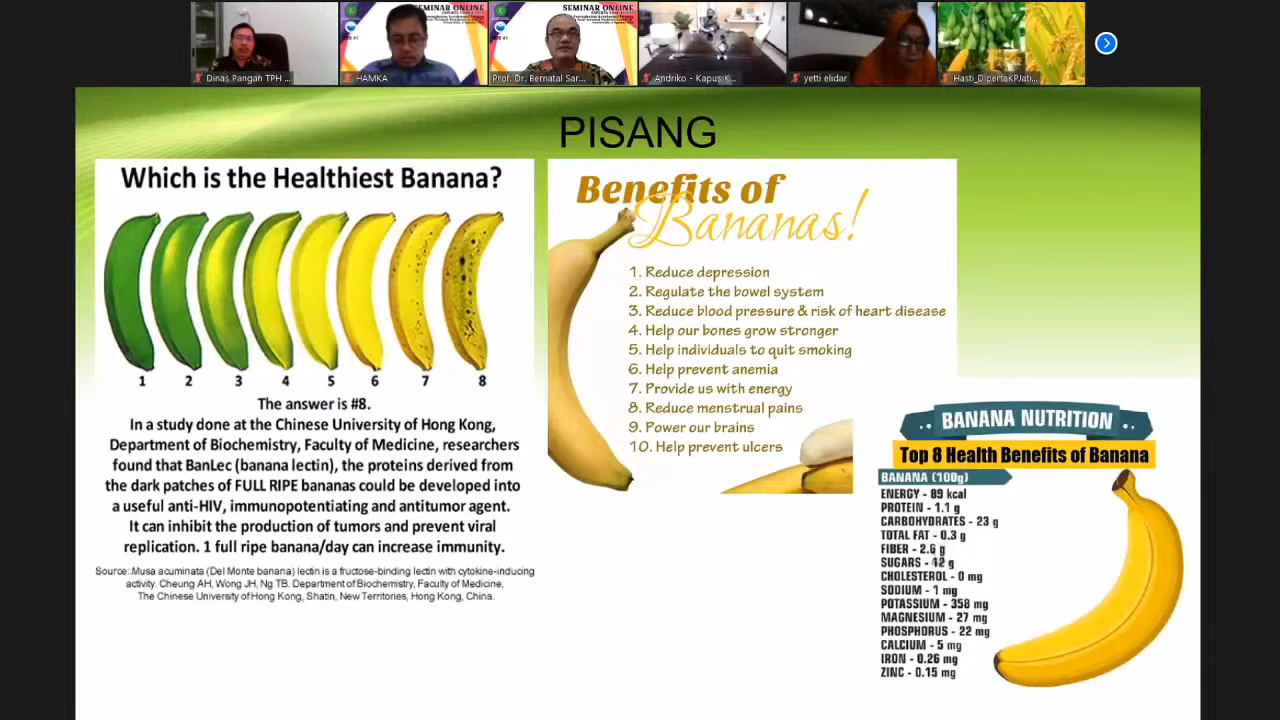 SEMINAR ONLINE
SEMINAR ONLINE
Dinas Pangan TPH ...
HAMKA
Prof. Dr. Bernatal Sar...
Andriko - Kapus K...
yetti elidar
Hasti_DipertaKPJati...
PISANG
Which is the Healthiest Banana?
1 2 3 4 5 6 7 8
The answer is #8.
In a study done at the Chinese University of Hong Kong,
Department of Biochemistry, Faculty of Medicine, researchers
found that BanLec (banana lectin), the proteins derived from
the dark patches of FULL RIPE bananas could be developed into
a useful anti-HIV, immunopotentiating and antitumor agent.
It can inhibit the production of tumors and prevent viral
replication. 1 full ripe banana/day can increase immunity.
Source: Musa acuminata (Del Monte banana) lectin is a fructose-binding lectin with cytokine-inducing
activity. Cheung AH, Wong JH, Ng TB. Department of Biochemistry, Faculty of Medicine,
The Chinese University of Hong Kong, Shatin, New Territories, Hong Kong, China.
Benefits of
Bananas!
1. Reduce depression
2. Regulate the bowel system
3. Reduce blood pressure & risk of heart disease
4. Help our bones grow stronger
5. Help individuals to quit smoking
6. Help prevent anemia
7. Provide us with energy
8. Reduce menstrual pains
9. Power our brains
10. Help prevent ulcers
BANANA NUTRITION
Top 8 Health Benefits of Banana
BANANA (100g)
ENERGY - 89 kcal
PROTEIN - 1.1 g
CARBOHYDRATES - 23 g
TOTAL FAT - 0.3 g
FIBER - 2.6 g
SUGARS - 12 g
CHOLESTEROL - 0 mg
SODIUM - 1 mg
POTASSIUM - 358 mg
MAGNESIUM - 27 mg
PHOSPHORUS - 22 mg
CALCIUM - 5 mg
IRON - 0.26 mg
ZINC - 0.15 mg